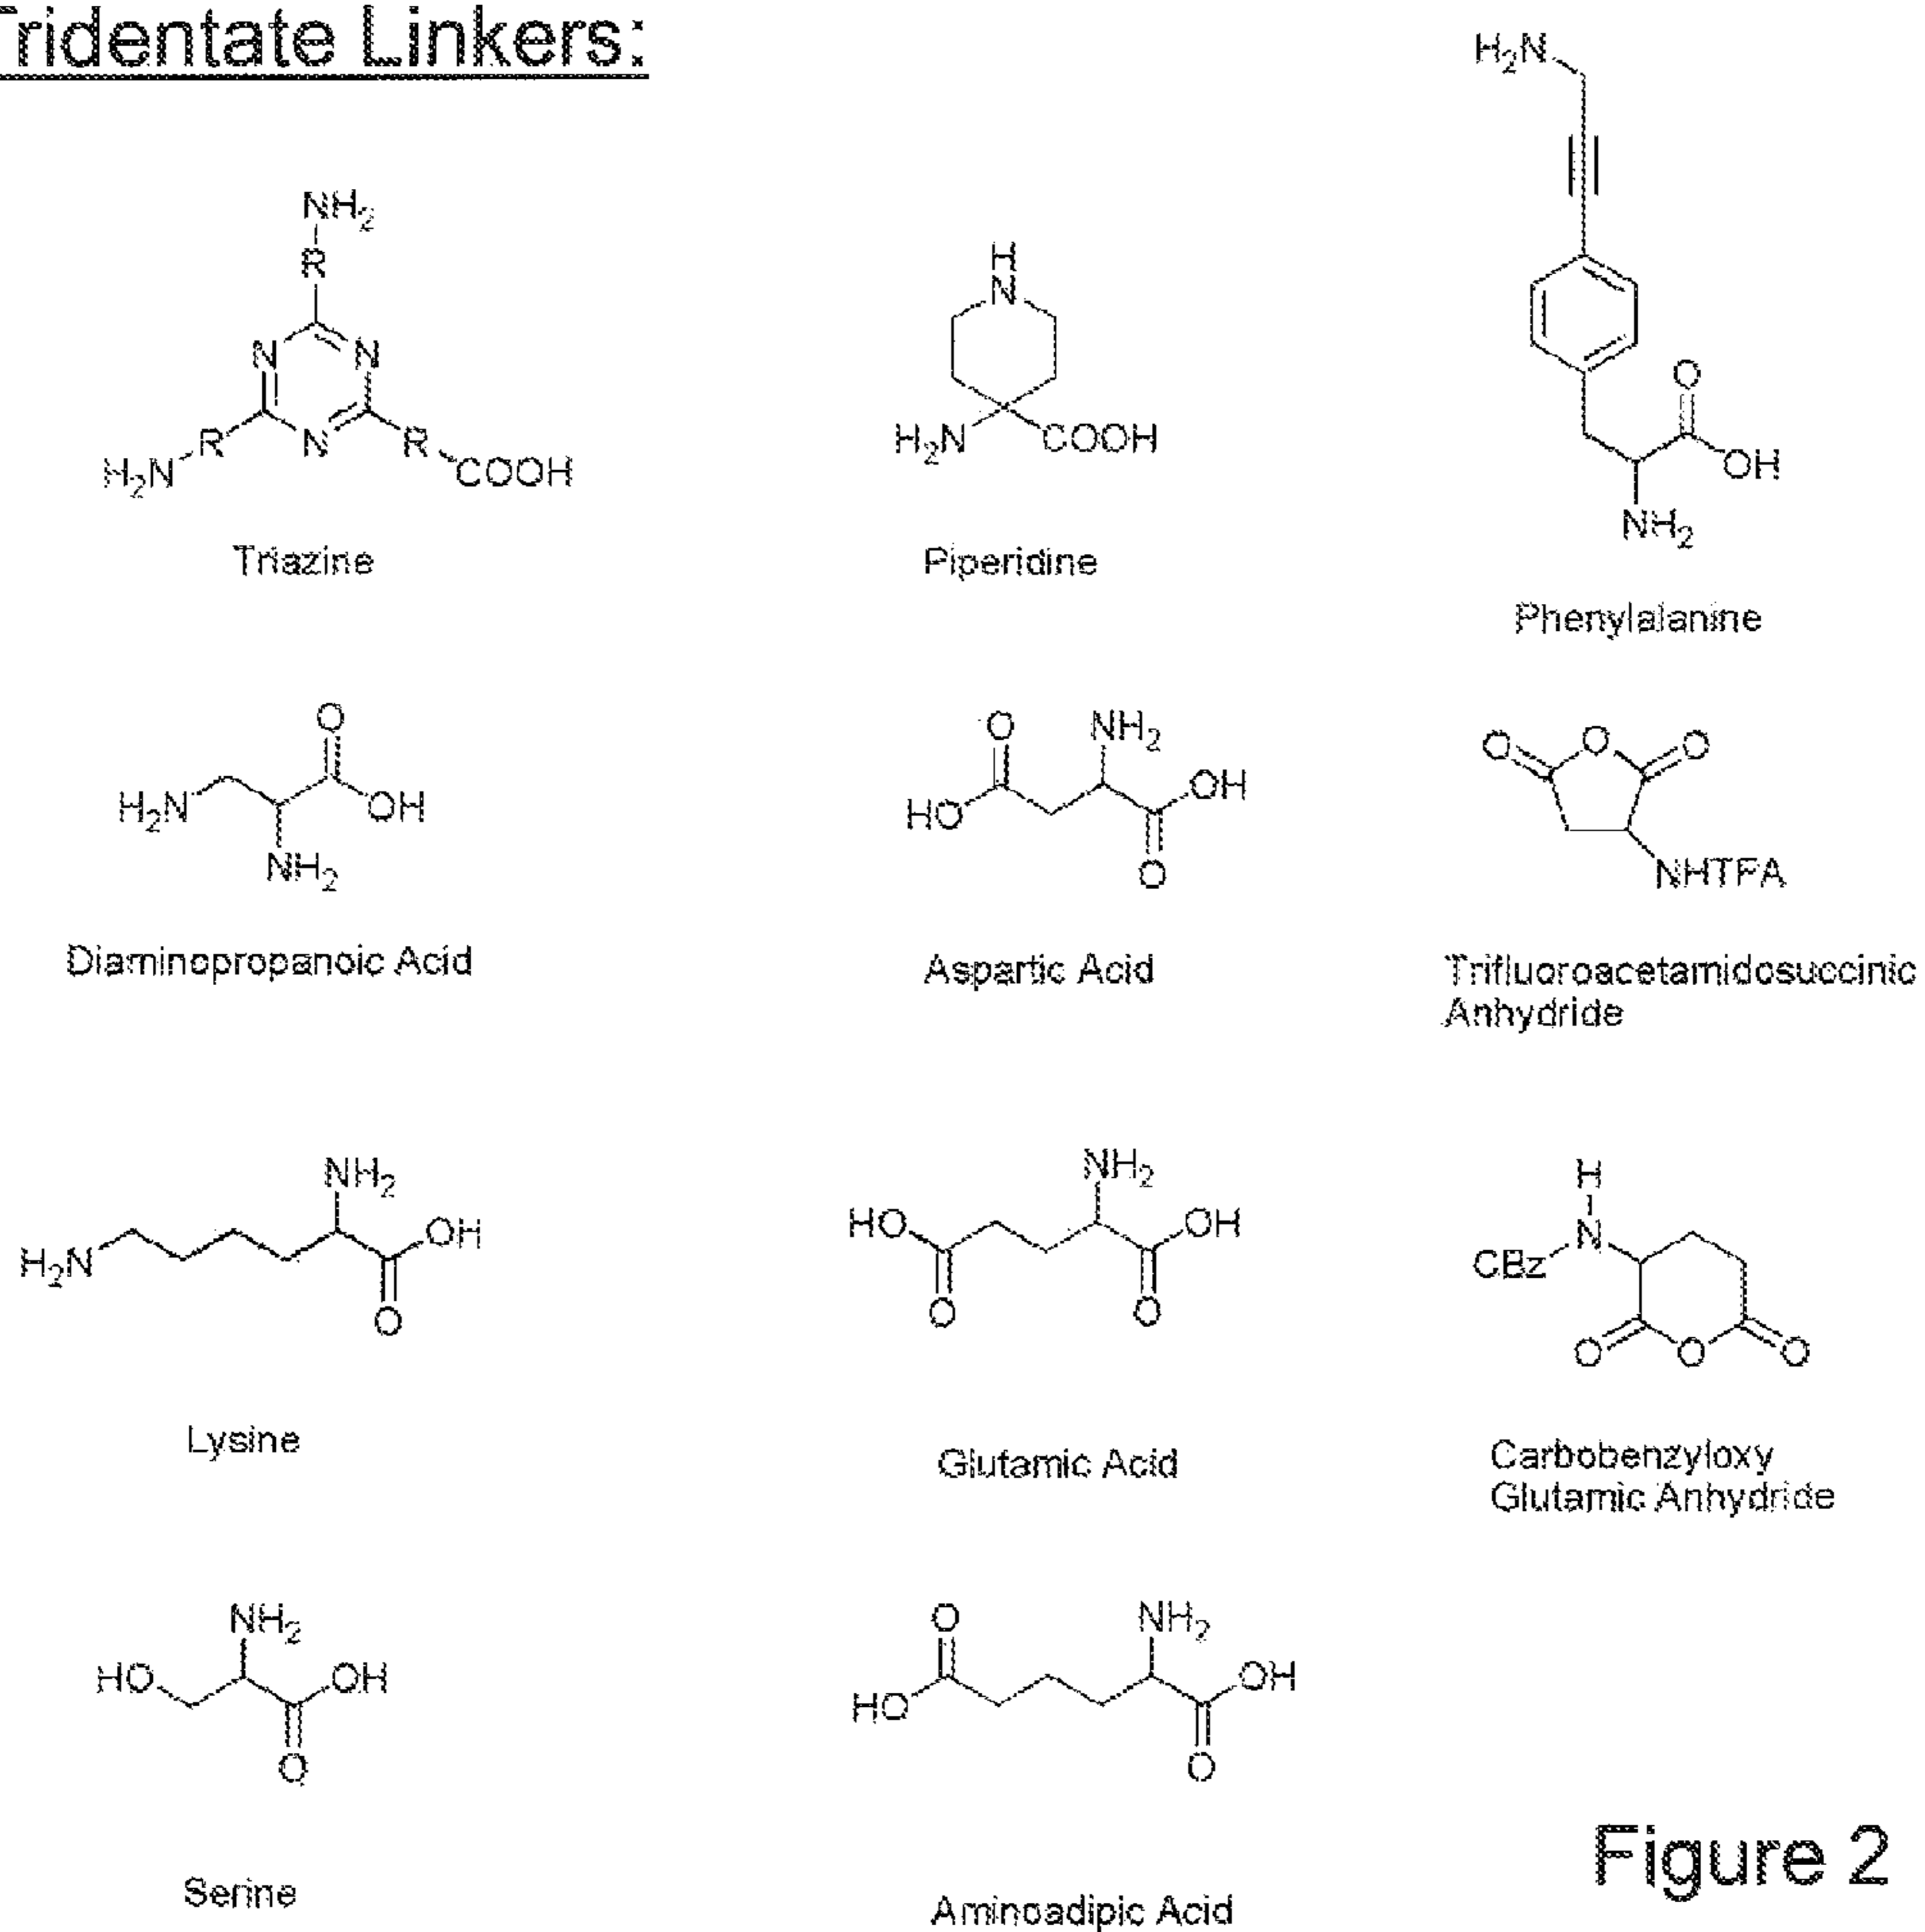 Tridentate Linkers:
H₂N
NH₂
R
N N
N
R R
H₂N COOH
Triazine
H
N
H₂N COOH
Piperidine
O
OH
NH₂
Phenylalanine
O
H₂N OH
NH₂
Diaminopropanoic Acid
O NH₂
HO OH
O
Aspartic Acid
O O O
NHTFA
Trifluoroacetamidosuccinic
Anhydride
NH₂
H₂N OH
O
Lysine
NH₂
HO OH
O O
Glutamic Acid
H
N
CBz
O O O
Carbobenzyloxy
Glutamic Anhydride
NH₂
HO OH
O
Serine
O NH₂
HO OH
O
Aminoadipic Acid
Figure 2